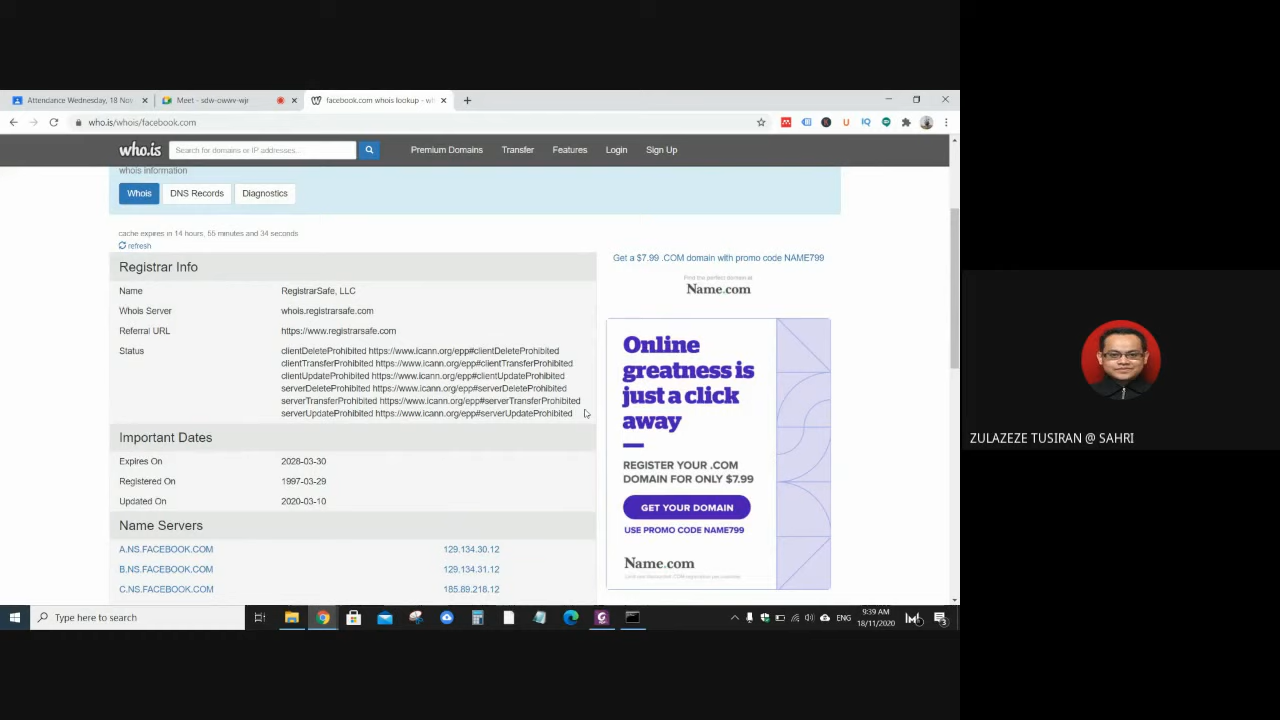 Attendance Wednesday, 18 Nov
Meet - sdw-owwv-wjr
facebook.com whois lookup - wh
who.is/whois/facebook.com
who.is
Search for domains or IP addresses...
Premium Domains
Transfer
Features
Login
Sign Up
whois information
Whois
DNS Records
Diagnostics
cache expires in 14 hours, 55 minutes and 34 seconds
refresh
Registrar Info
Name RegistrarSafe, LLC
Whois Server whois.registrarsafe.com
Referral URL https://www.registrarsafe.com
Status clientDeleteProhibited https://www.icann.org/epp#clientDeleteProhibited
clientTransferProhibited https://www.icann.org/epp#clientTransferProhibited
clientUpdateProhibited https://www.icann.org/epp#clientUpdateProhibited
serverDeleteProhibited https://www.icann.org/epp#serverDeleteProhibited
serverTransferProhibited https://www.icann.org/epp#serverTransferProhibited
serverUpdateProhibited https://www.icann.org/epp#serverUpdateProhibited
Important Dates
Expires On 2028-03-30
Registered On 1997-03-29
Updated On 2020-03-10
Name Servers
A.NS.FACEBOOK.COM 129.134.30.12
B.NS.FACEBOOK.COM 129.134.31.12
C.NS.FACEBOOK.COM 185.89.218.12
Get a $7.99 .COM domain with promo code NAME799
Find the perfect domain at
Name.com
Online
greatness is
just a click
away
REGISTER YOUR .COM
DOMAIN FOR ONLY $7.99
GET YOUR DOMAIN
USE PROMO CODE NAME799
Name.com
ZULAZEZE TUSIRAN @ SAHRI
Type here to search
ENG
9:39 AM
18/11/2020